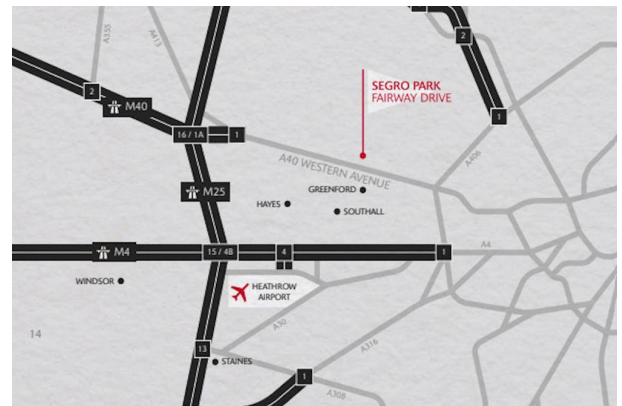 A355
A413
2
2
M40
16 / 1A
1
SEGRO PARK
FAIRWAY DRIVE
1
A406
A40 WESTERN AVENUE
GREENFORD
M25
HAYES
SOUTHALL
M4
15 / 4B
4
1
A4
WINDSOR
HEATHROW
AIRPORT
A30
14
A316
13
STAINES
1
A308